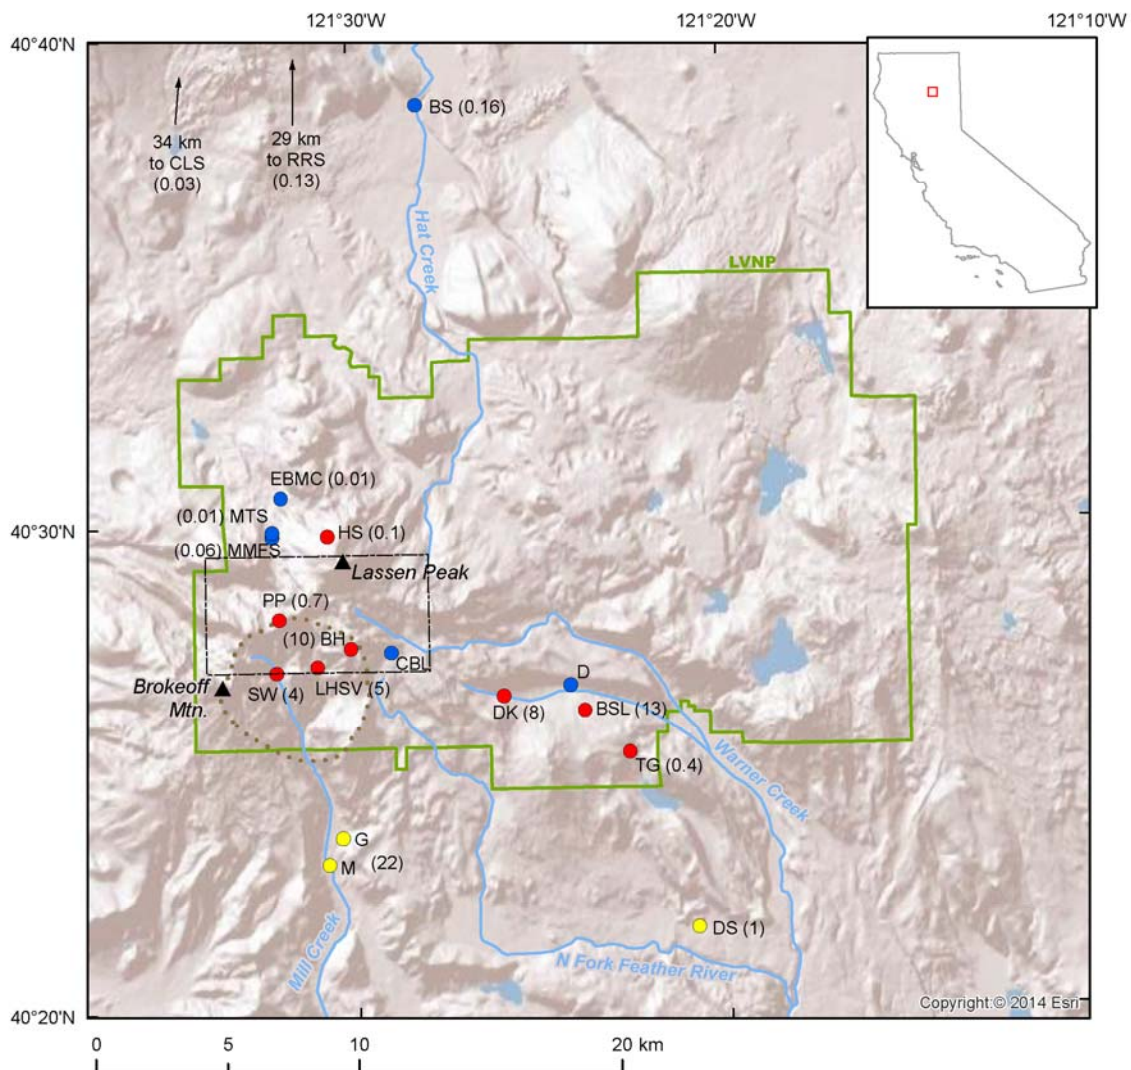 121°30'W
121°20'W
121°10'W
40°40'N
BS (0.16)
34 km
to CLS
(0.03)
29 km
to RRS
(0.13)
Hat Creek
LVNP
EBMC (0.01)
(0.01) MTS
40°30'N
HS (0.1)
(0.06) MMFS
Lassen Peak
PP (0.7)
(10) BH
CBL
D
Brokeoff
Mtn.
SW (4)
LHSV (5)
DK (8)
BSL (13)
TG (0.4)
Warner Creek
G
(22)
M
DS (1)
Mill Creek
N Fork Feather River
Copyright:© 2014 Esri
40°20'N
0
5
10
20 km